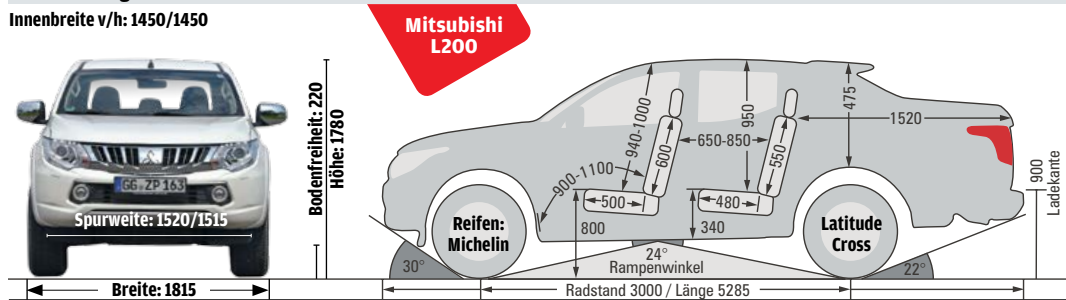 Innenbreite v/h: 1450/1450
Mitsubishi
L200
Bodenfreiheit: 220
Höhe: 1780
GG ZP 163
Spurweite: 1520/1515
Breite: 1815
940-1000
950
475
1520
650-850
600
550
900-1100
500
480
800
340
900
Ladekante
Reifen:
Michelin
Latitude
Cross
30°
24°
Rampenwinkel
22°
Radstand 3000 / Länge 5285